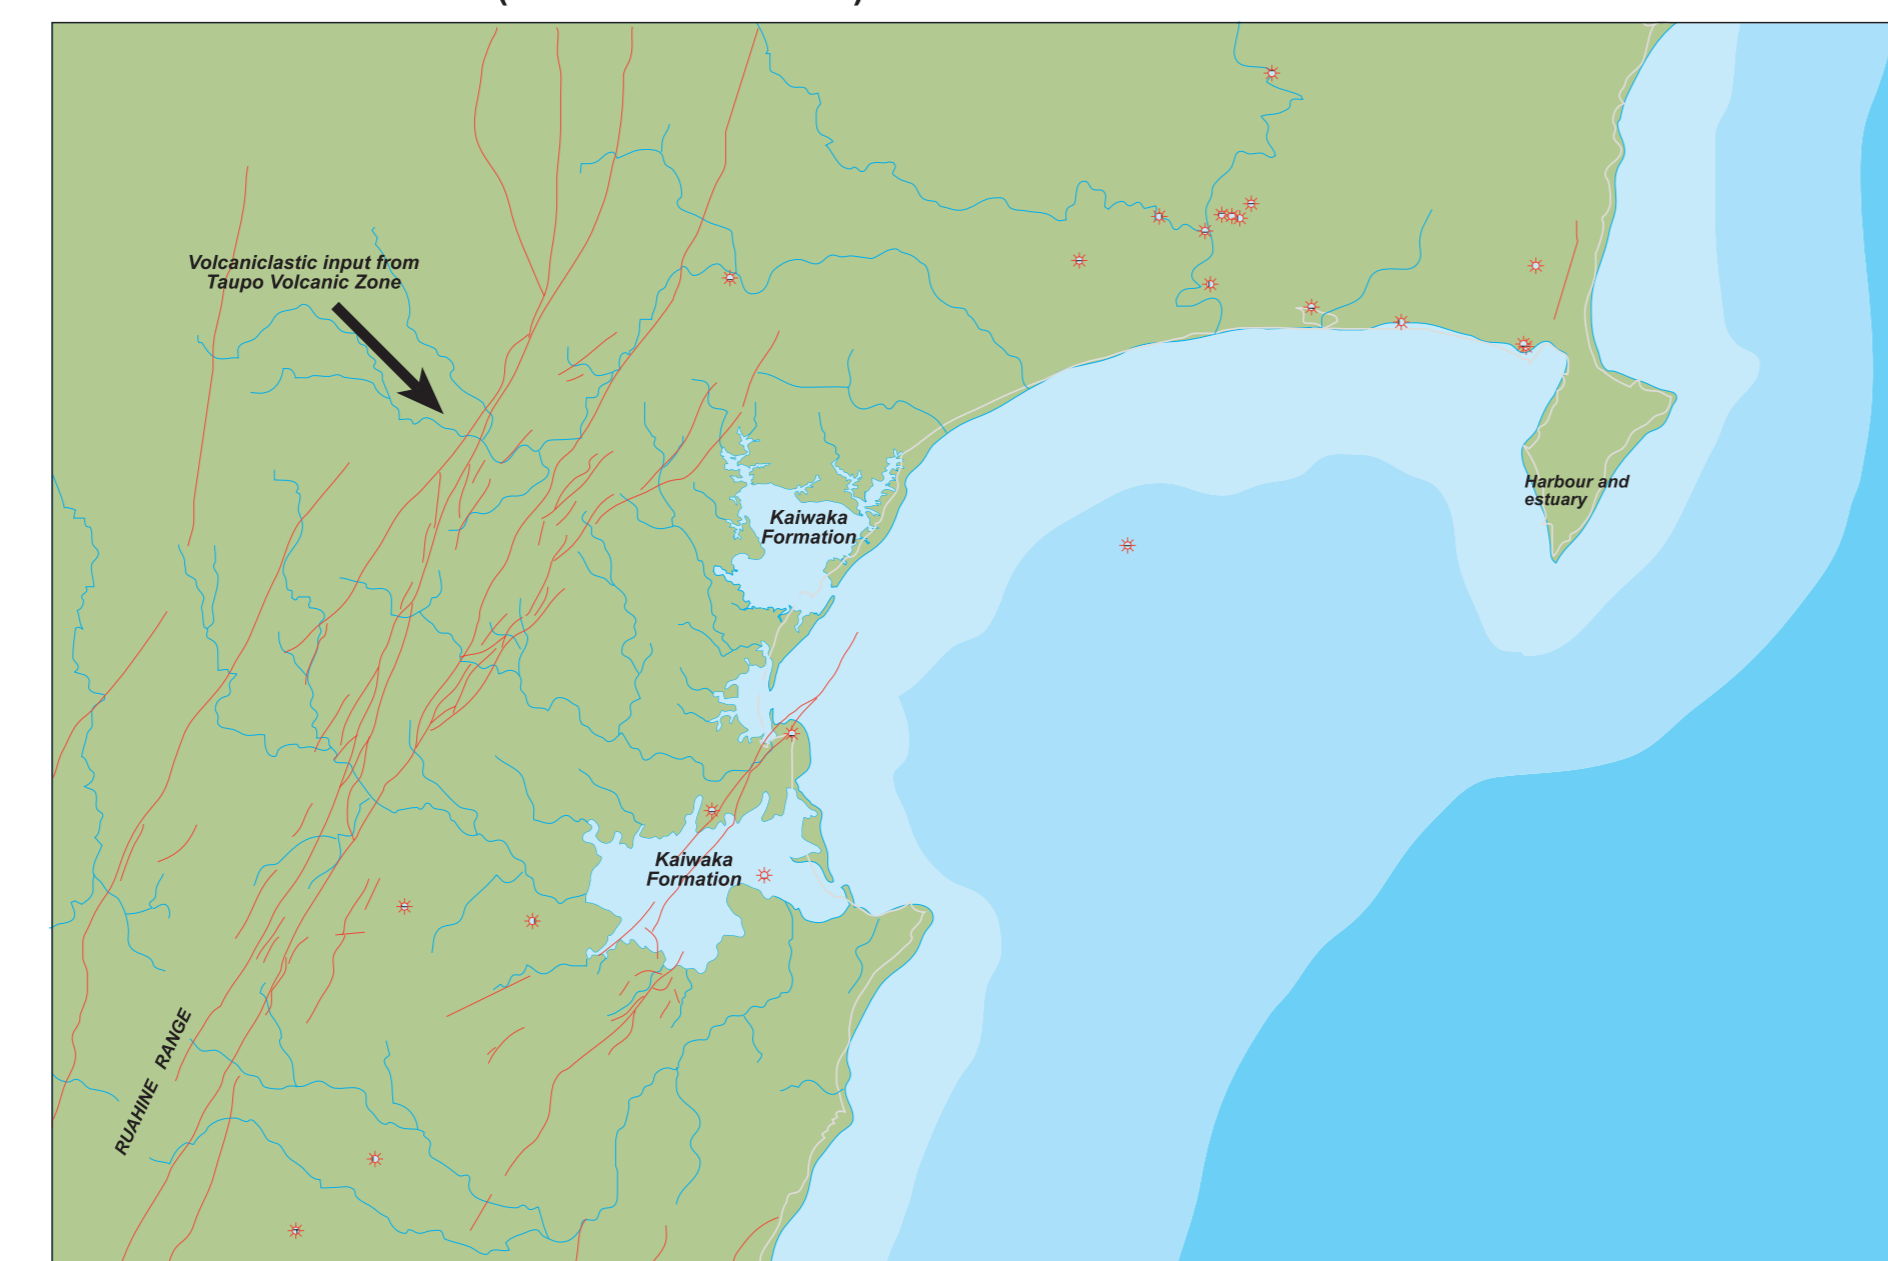 Volcaniclastic input from
Taupo Volcanic Zone
Harbour and
estuary
Kaiwaka
Formation
Kaiwaka
Formation
RUAHINE RANGE